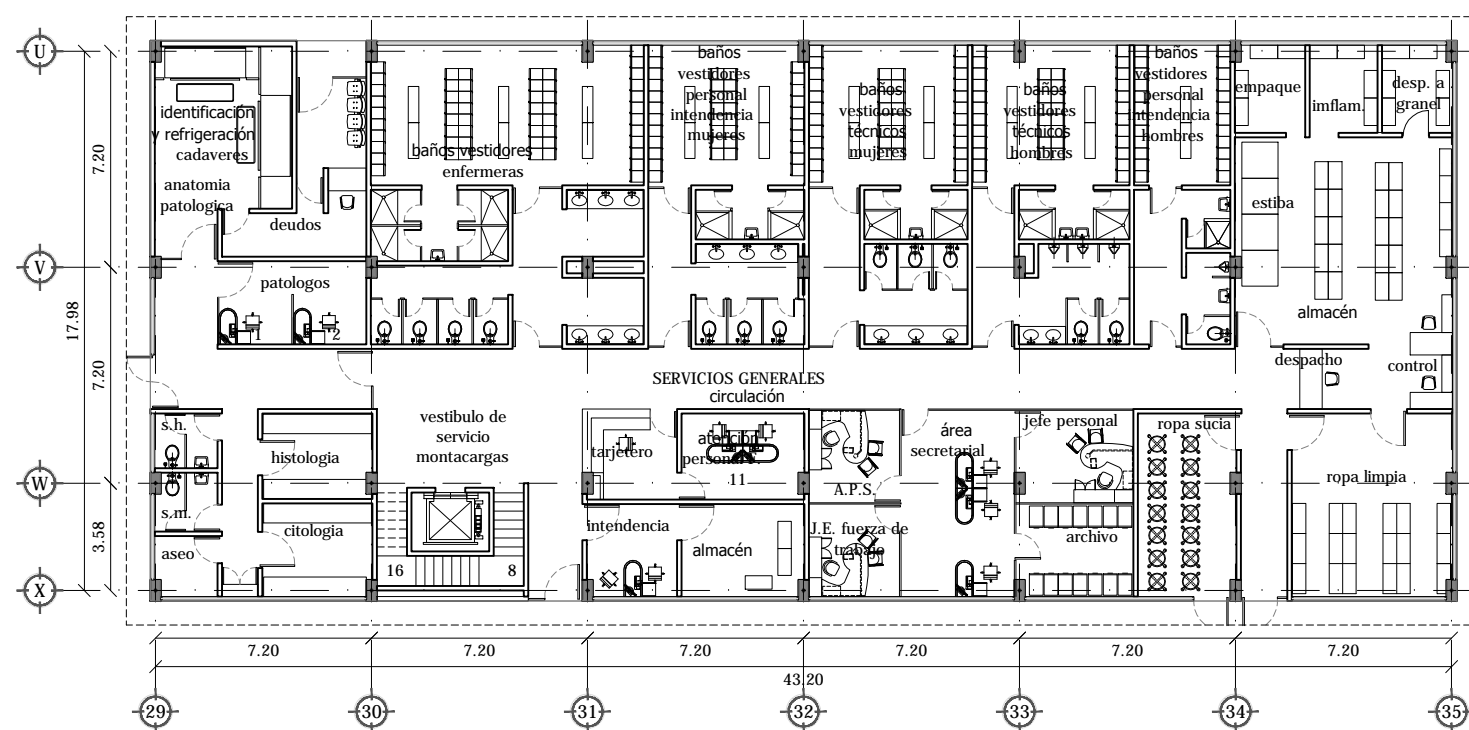 U
V
W
X
7.20
17.98
7.20
3.58
identificación
y refrigeración
cadaveres
anatomia
patologica
deudos
baños vestidores
enfermeras
baños
vestidores
personal
intendencia
mujeres
baños
vestidores
técnicos
mujeres
baños
vestidores
técnicos
hombres
baños
vestidores
personal
intendencia
hombres
empaque
imflam.
desp. a
granel
estiba
almacén
patologos
1
2
despacho
control
SERVICIOS GENERALES
circulación
s.h.
histologia
vestibulo de
servicio
montacargas
tarjetero
atención
personal P.
11
área
secretarial
A.P.S.
jefe personal
ropa sucia
ropa limpia
s.m.
citologia
aseo
16
8
intendencia
almacén
J.E. fuerza de
trabajo
archivo
7.20
7.20
7.20
7.20
7.20
7.20
43.20
29
30
31
32
33
34
35